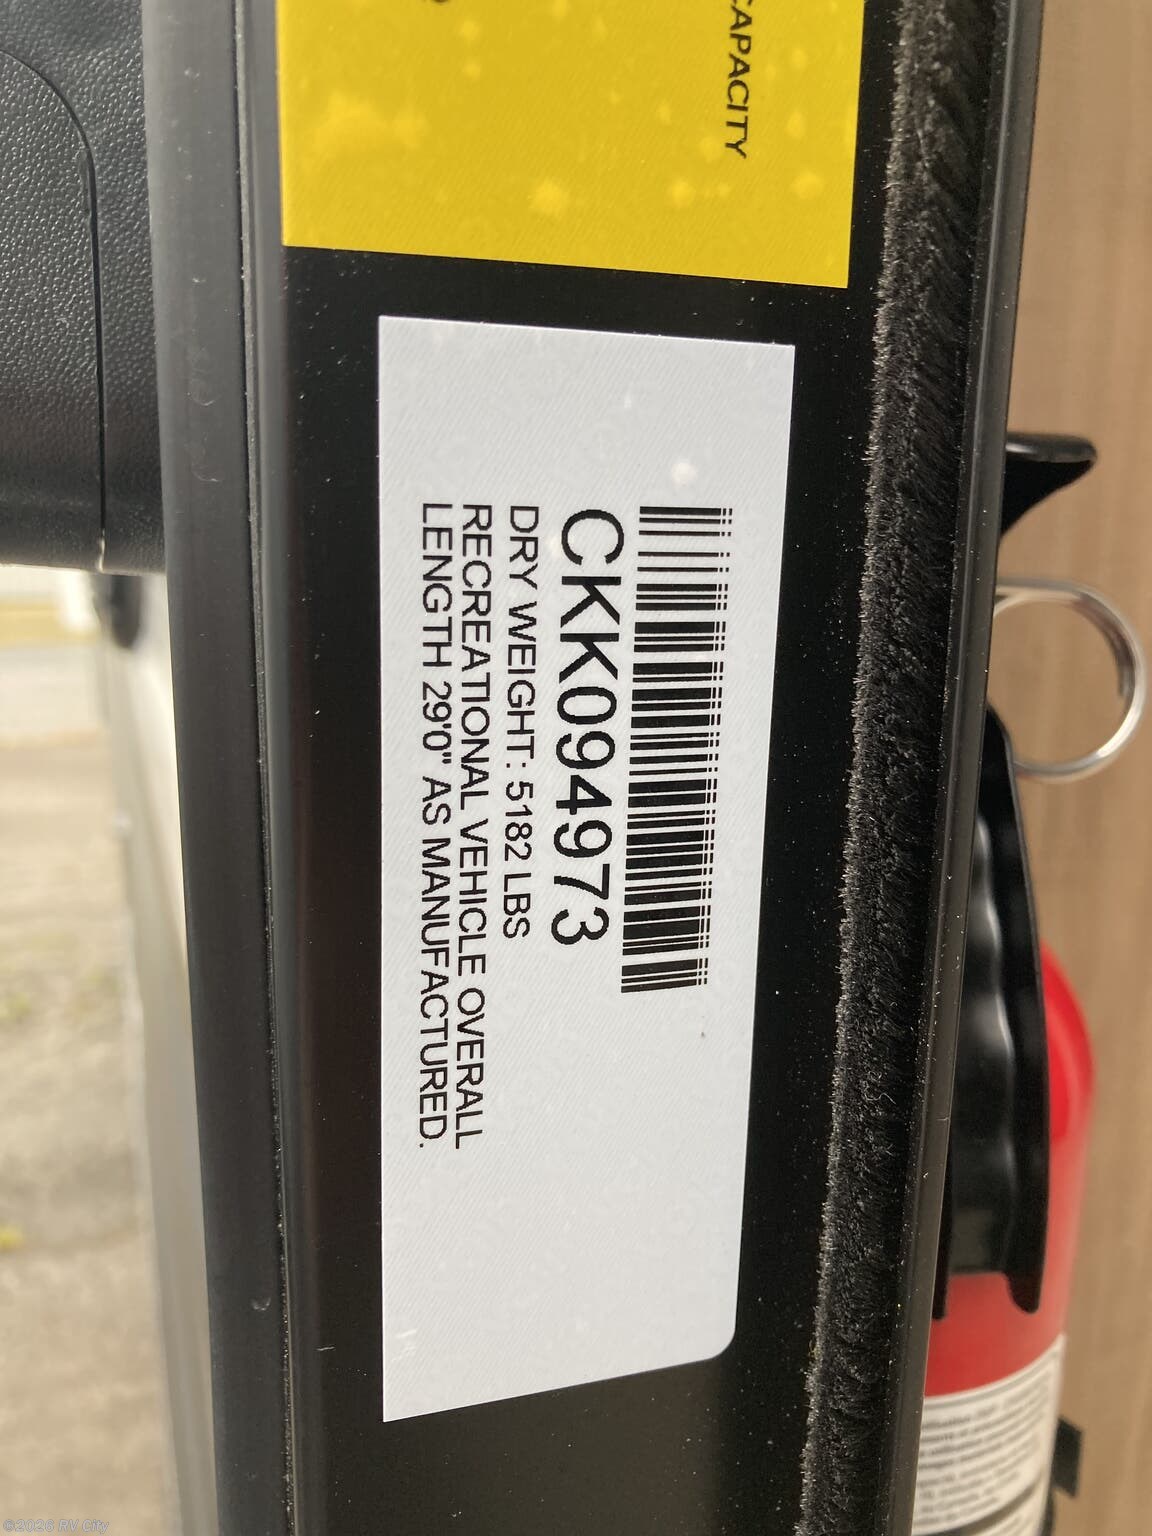 CAPACITY
CKK094973
DRY WEIGHT: 5182 LBS
RECREATIONAL VEHICLE OVERALL
LENGTH 29'0" AS MANUFACTURED.
©2026 RV City